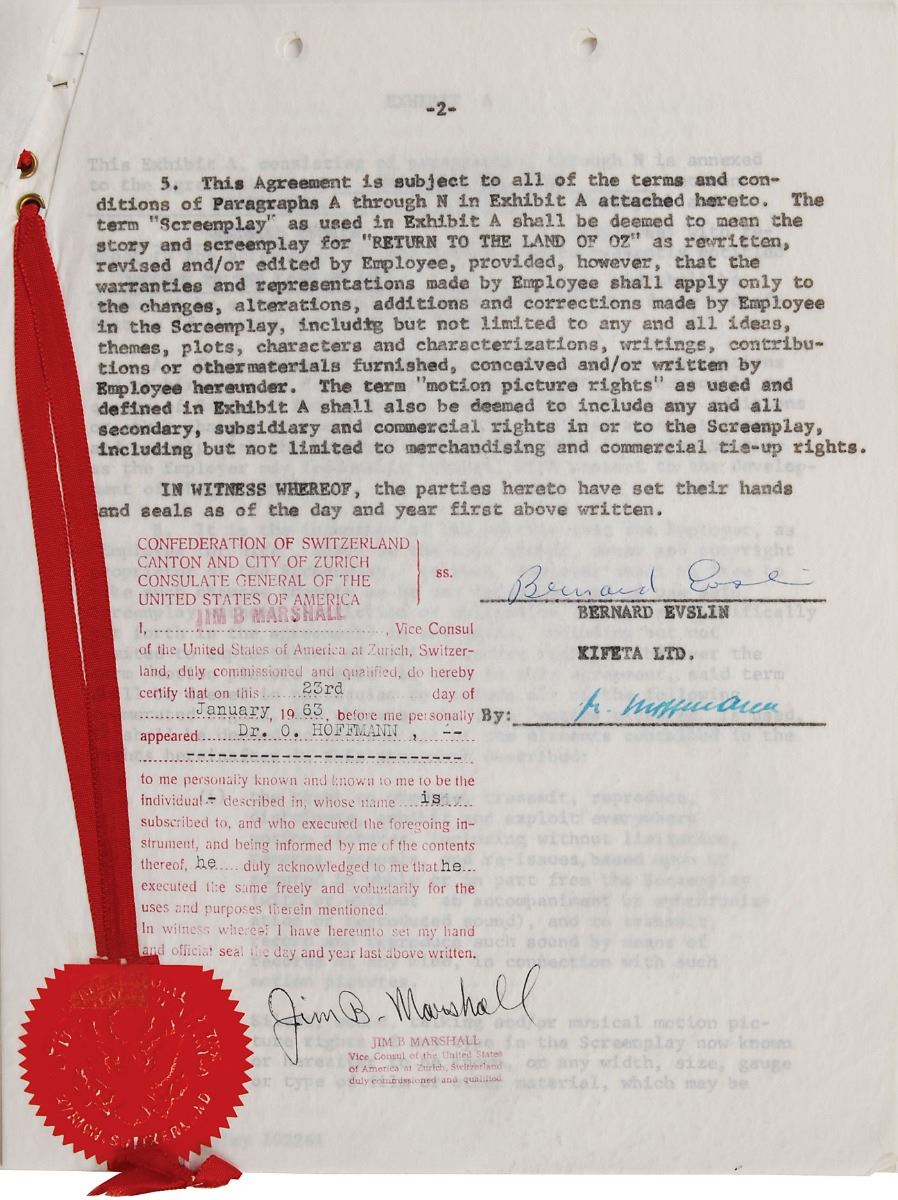 -2-
5. This Agreement is subject to all of the terms and con-
ditions of Paragraphs A through N in Exhibit A attached hereto. The
term "Screenplay" as used in Exhibit A shall be deemed to mean the
story and screenplay for "RETURN TO THE LAND OF OZ" as rewritten,
revised and/or edited by Employee, provided, however, that the
warranties and representations made by Employee shall apply only to
the changes, alterations, additions and corrections made by Employee
in the Screenplay, includig but not limited to any and all ideas,
themes, plots, characters and characterizations, writings, contribu-
tions or othermaterials furnished, conceived and/or written by
Employee hereunder. The term "motion picture rights" as used and
defined in Exhibit A shall also be deemed to include any and all
secondary, subsidiary and commercial rights in or to the Screenplay,
including but not limited to merchandising and commercial tie-up rights.
IN WITNESS WHEREOF, the parties hereto have set their hands
and seals as of the day and year first above written.
CONFEDERATION OF SWITZERLAND
CANTON AND CITY OF ZURICH
CONSULATE GENERAL OF THE
UNITED STATES OF AMERICA
ss.
JIM B MARSHALL
I, ........................................, Vice Consul
of the United States of America at Zurich, Switzer-
land, duly commissioned and qualified, do hereby
certify that on this ...... 23rd ...... day of
...... January, 1963, before me personally
appeared ...... Dr. O. HOFFMANN , --
----------------------------
to me personally known and known to me to be the
individual - described in, whose name .... is ....
subscribed to, and who executed the foregoing in-
strument, and being informed by me of the contents
thereof, he .... duly acknowledged to me that he ...
executed the same freely and voluntarily for the
uses and purposes therein mentioned.
In witness whereof I have hereunto set my hand
and official seal the day and year last above written.
Jim B. Marshall
JIM B MARSHALL
Vice Consul of the United States
of America at Zurich, Switzerland
duly commissioned and qualified
Bernard Evslin
BERNARD EVSLIN
KIFETA LTD.
By: Hoffmann
ZURICH, SWITZERLAND